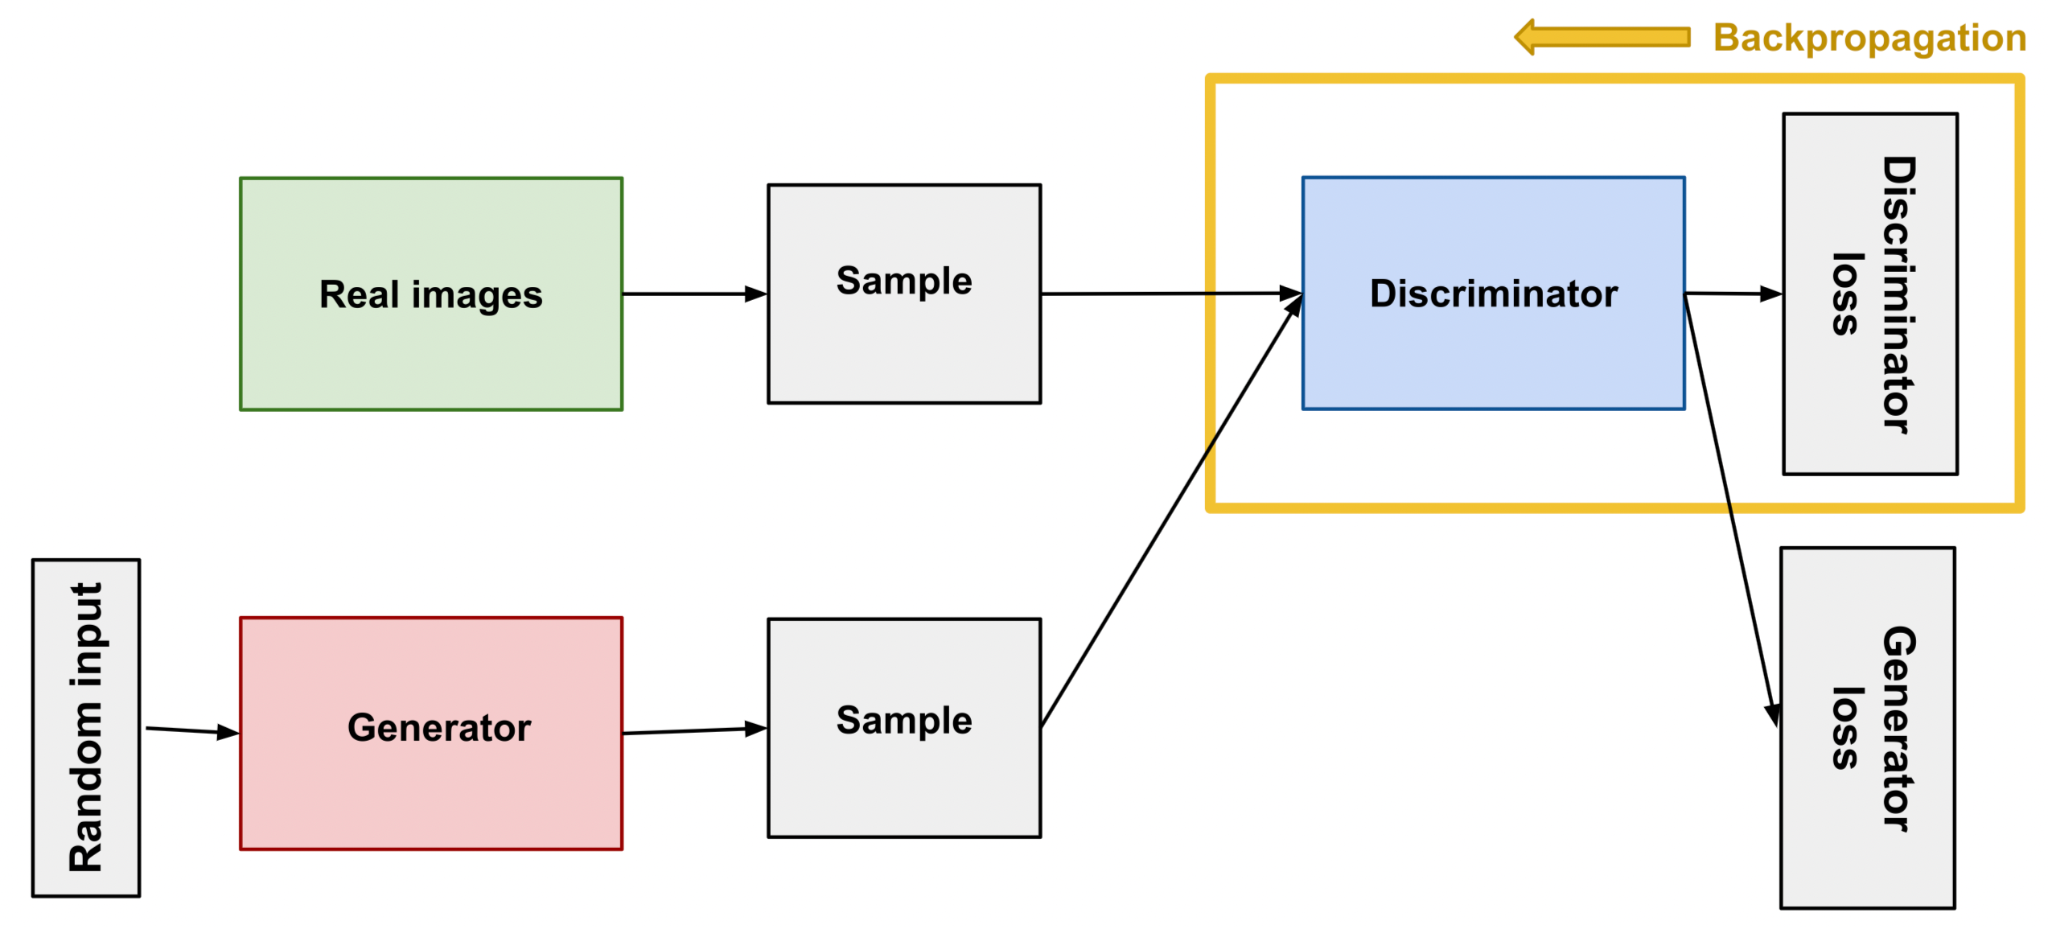 Backpropagation
Real images
Sample
Discriminator
Discriminator
loss
Random input
Generator
Sample
Generator
loss